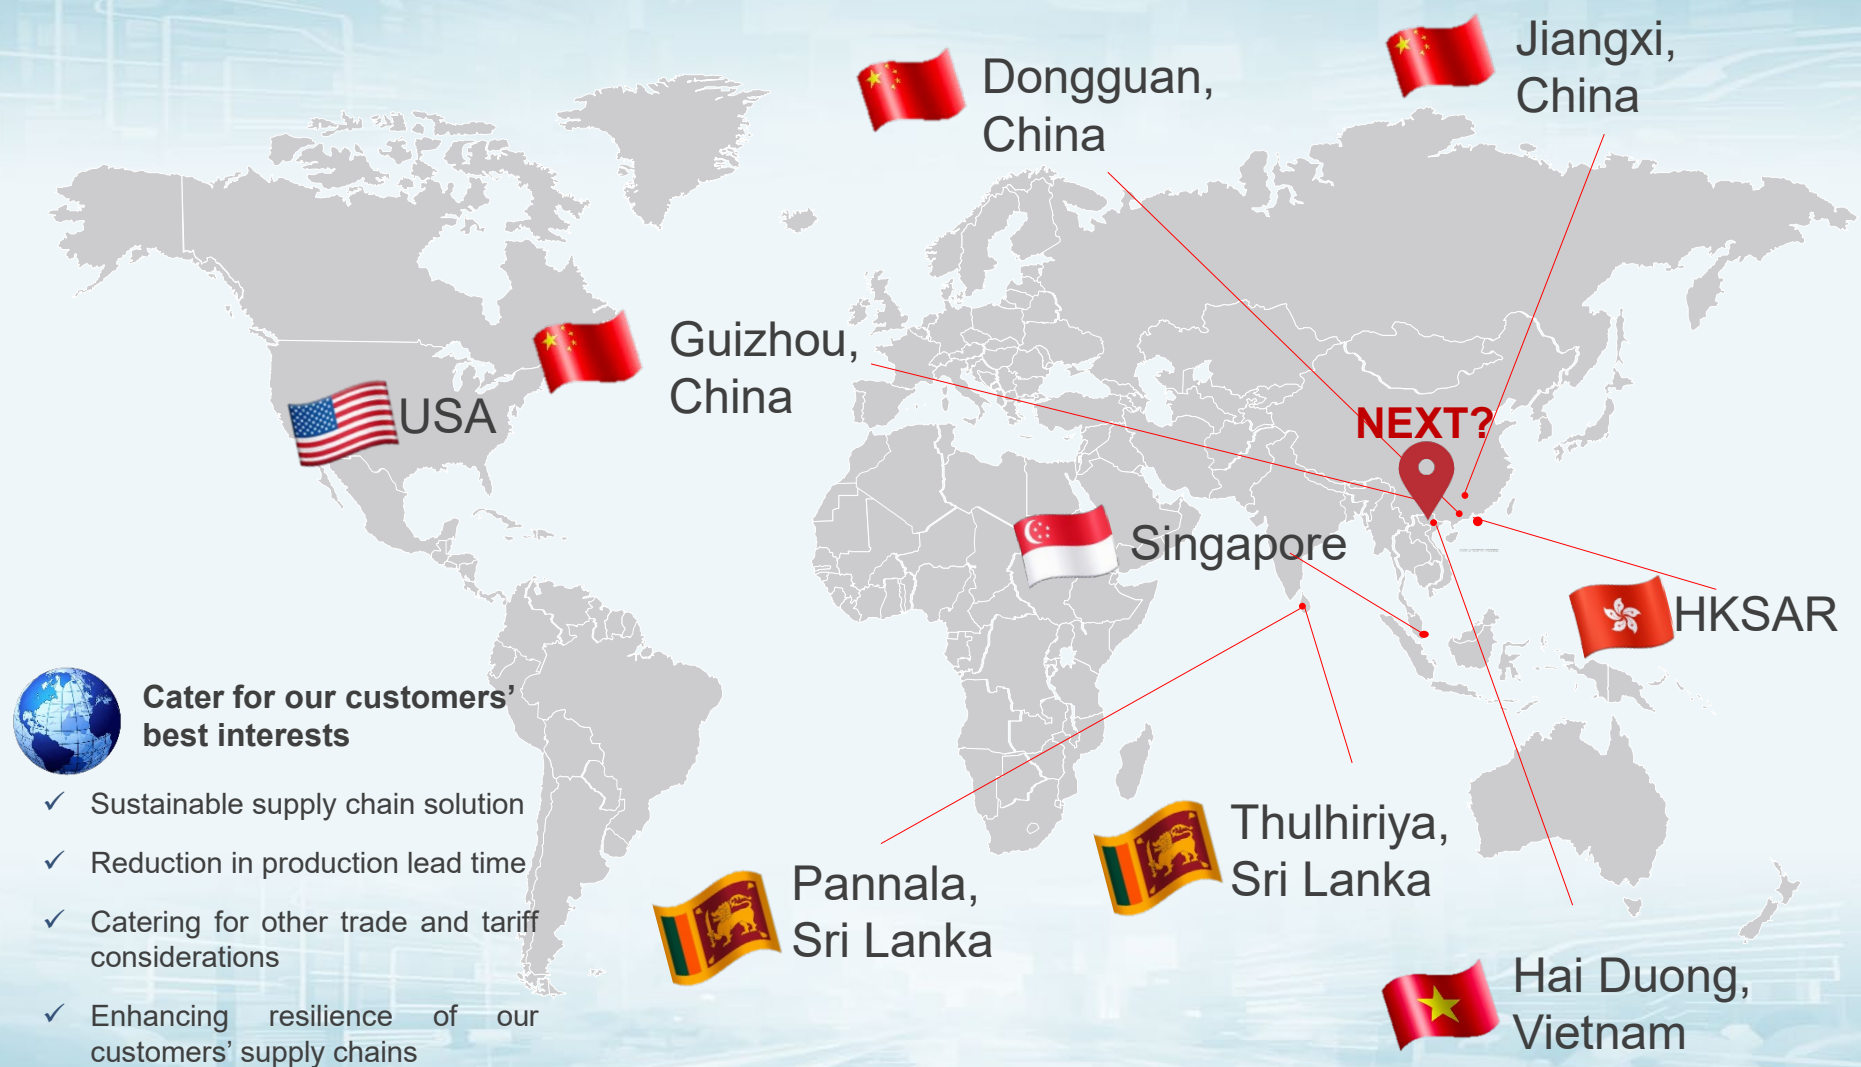 Jiangxi,
China
Dongguan,
China
Guizhou,
China
USA
NEXT?
Singapore
HKSAR
Cater for our customers’
best interests
✓ Sustainable supply chain solution
✓ Reduction in production lead time
✓ Catering for other trade and tariff
considerations
✓ Enhancing resilience of our
customers’ supply chains
Thulhiriya,
Sri Lanka
Pannala,
Sri Lanka
Hai Duong,
Vietnam